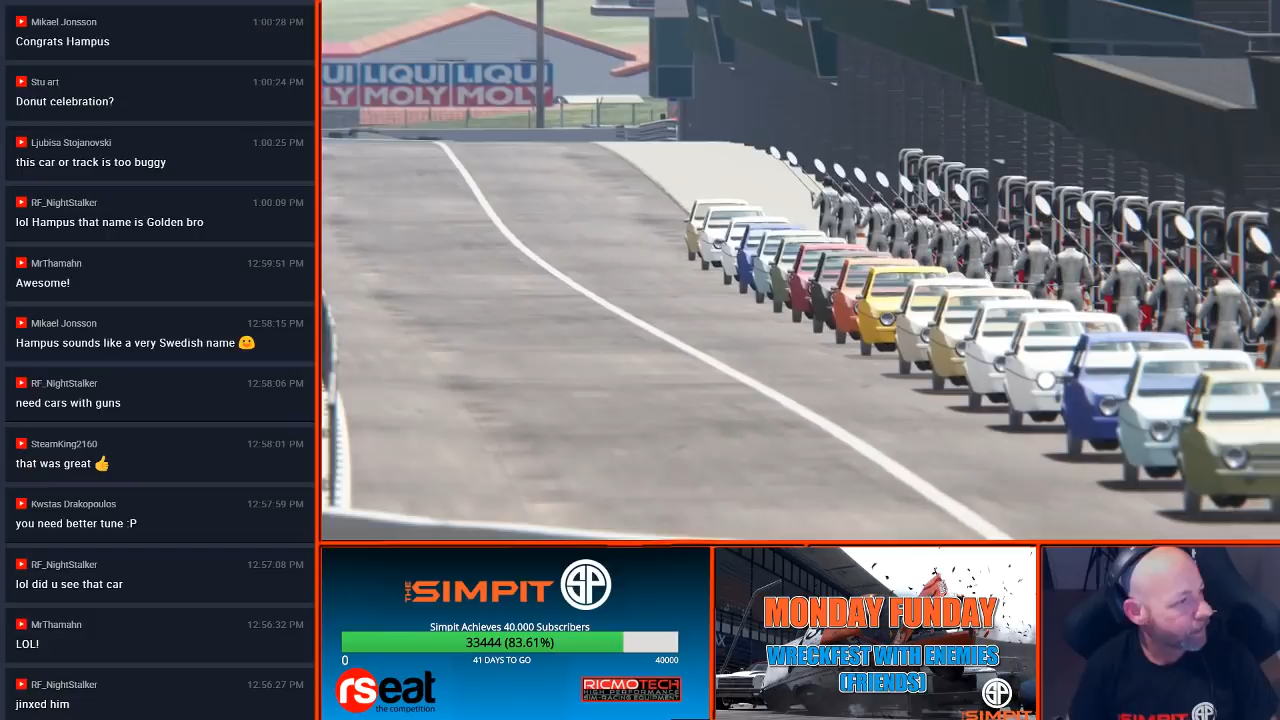 Mikael Jonsson 1:00:28 PM
Congrats Hampus
Stu art 1:00:24 PM
Donut celebration?
Ljubisa Stojanovski 1:00:25 PM
this car or track is too buggy
RF_NightStalker 1:00:09 PM
lol Hampus that name is Golden bro
MrThamahn 12:59:51 PM
Awesome!
Mikael Jonsson 12:58:15 PM
Hampus sounds like a very Swedish name 🙂
RF_NightStalker 12:58:06 PM
need cars with guns
SteamKing2160 12:58:01 PM
that was great 👍
Kwstas Drakopoulos 12:57:59 PM
you need better tune :P
RF_NightStalker 12:57:08 PM
lol did u see that car
MrThamahn 12:56:32 PM
LOL!
RF_NightStalker 12:56:27 PM
UI LIQUI LIQUI
LY MOLY MOLY
THE SIMPIT SP
Simpit Achieves 40,000 Subscribers
33444 (83.61%)
0 41 DAYS TO GO 40000
rseat
the competition
RICMOTECH
HIGH PERFORMANCE
SIM-RACING EQUIPMENT
MONDAY FUNDAY
WRECKFEST WITH ENEMIES
(FRIENDS)
SP
SIMPIT
SIMPIT SP